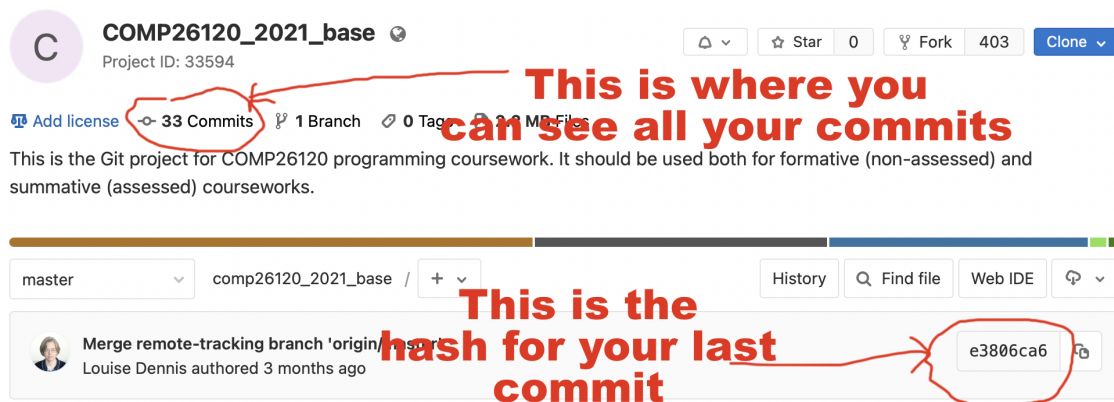 C
COMP26120_2021_base
Project ID: 33594
Star 0
Fork 403
Clone
This is where you
can see all your commits
Add license
33 Commits
1 Branch
0 Tags
MB Files
This is the Git project for COMP26120 programming coursework. It should be used both for formative (non-assessed) and
summative (assessed) courseworks.
master
comp26120_2021_base / +
History
Find file
Web IDE
This is the
hash for your last
commit
Merge remote-tracking branch 'origin/master'
Louise Dennis authored 3 months ago
e3806ca6